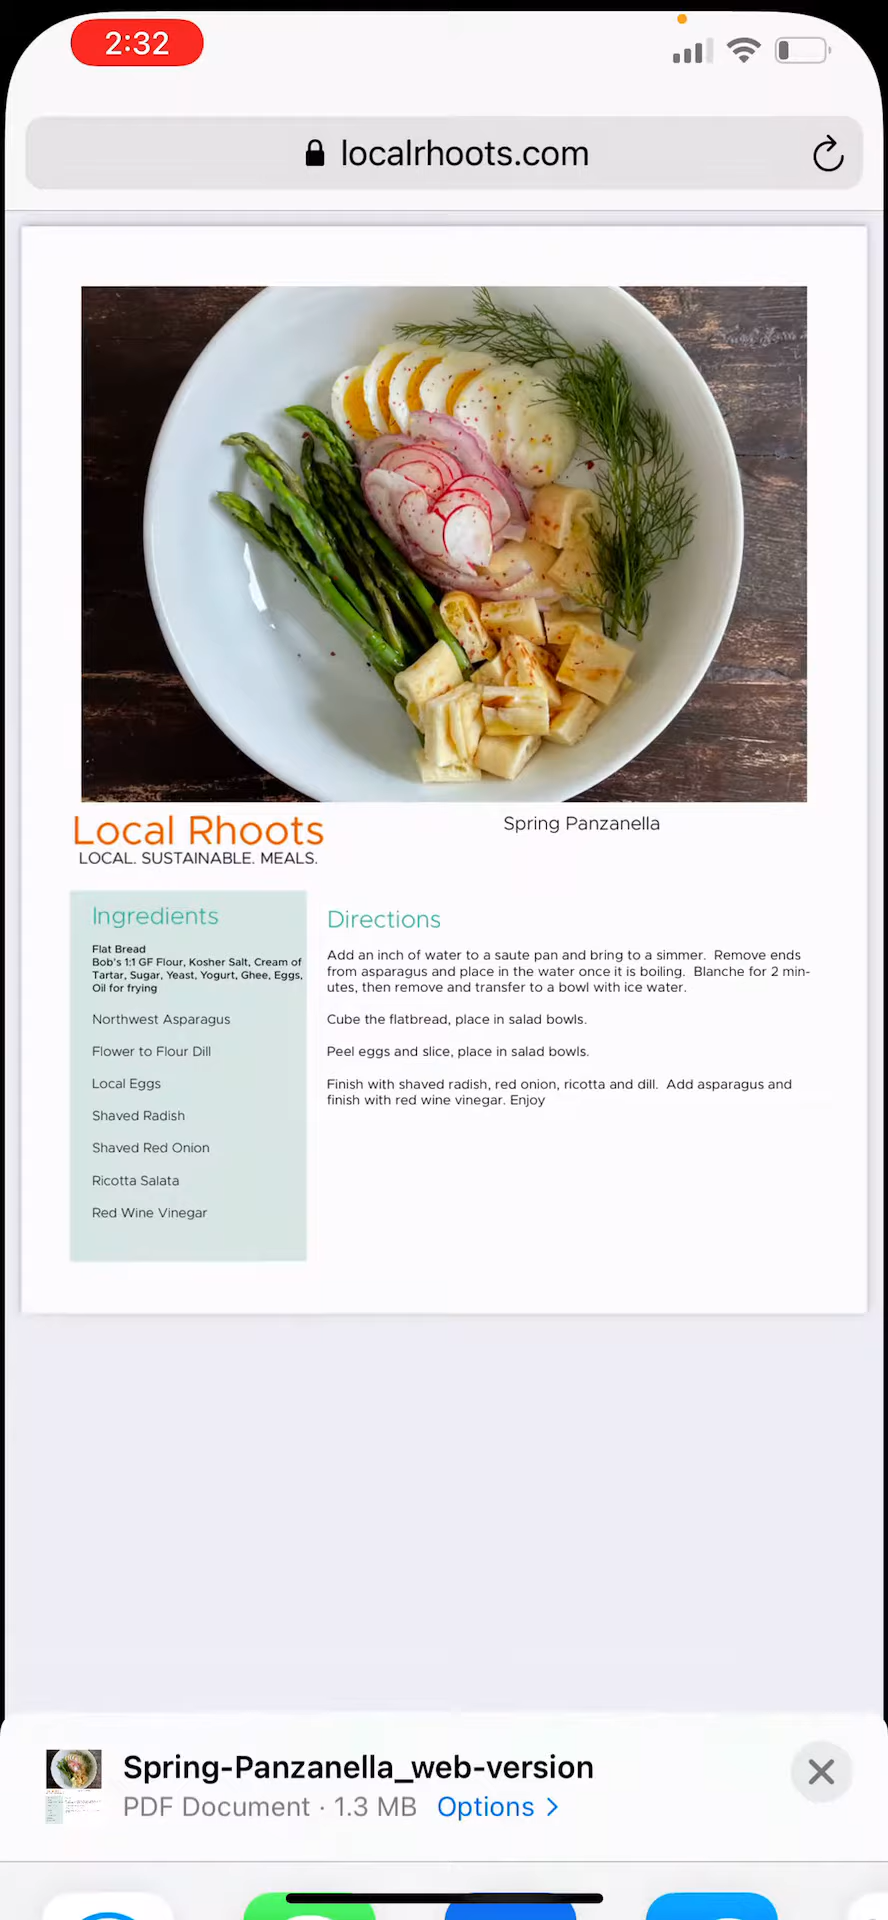 2:32
localrhoots.com
Local Rhoots
LOCAL. SUSTAINABLE. MEALS.
Spring Panzanella
Ingredients
Flat Bread
Bob's 1:1 GF Flour, Kosher Salt, Cream of
Tartar, Sugar, Yeast, Yogurt, Ghee, Eggs,
Oil for frying
Northwest Asparagus
Flower to Flour Dill
Local Eggs
Shaved Radish
Shaved Red Onion
Ricotta Salata
Red Wine Vinegar
Directions
Add an inch of water to a saute pan and bring to a simmer.  Remove ends
from asparagus and place in the water once it is boiling.  Blanche for 2 min-
utes, then remove and transfer to a bowl with ice water.
Cube the flatbread, place in salad bowls.
Peel eggs and slice, place in salad bowls.
Finish with shaved radish, red onion, ricotta and dill.  Add asparagus and
finish with red wine vinegar. Enjoy
Spring-Panzanella_web-version
PDF Document · 1.3 MB Options >